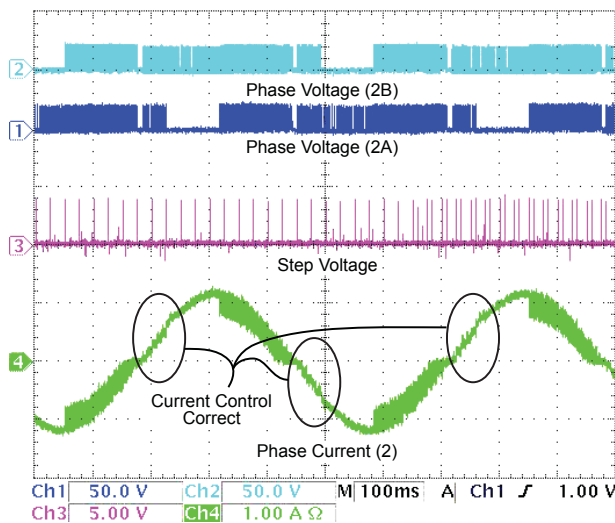 2
Phase Voltage (2B)
1
Phase Voltage (2A)
3
Step Voltage
4
Current Control
Correct
Phase Current (2)
Ch1 50.0 V Ch2 50.0 V M 100ms A Ch1 1.00 V
Ch3 5.00 V Ch4 1.00 A Ω